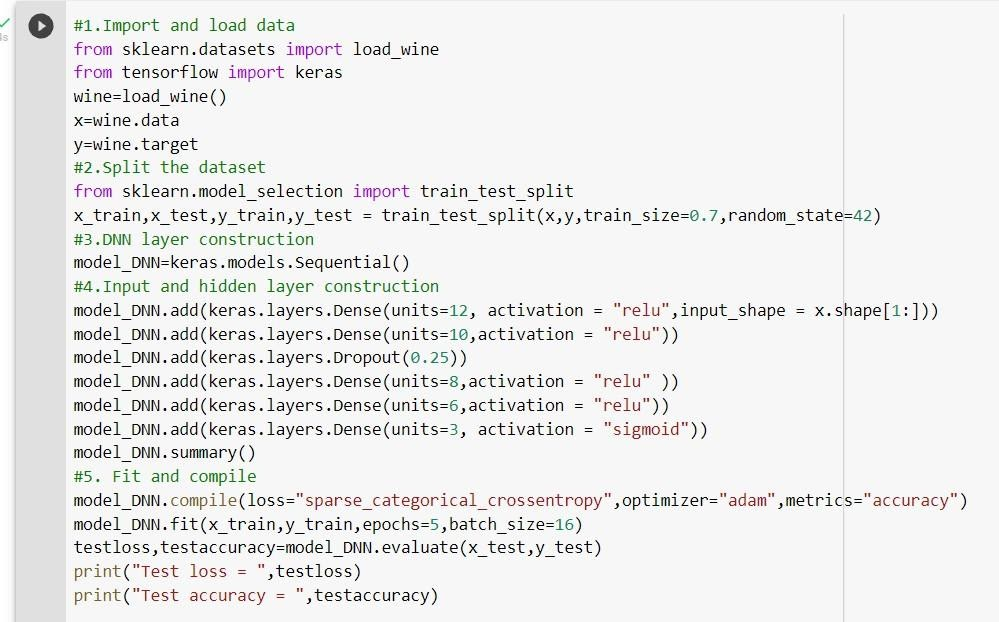 #1.Import and load data
from sklearn.datasets import load_wine
from tensorflow import keras
wine=load_wine()
x=wine.data
y=wine.target
#2.Split the dataset
from sklearn.model_selection import train_test_split
x_train,x_test,y_train,y_test = train_test_split(x,y,train_size=0.7,random_state=42)
#3.DNN layer construction
model_DNN=keras.models.Sequential()
#4.Input and hidden layer construction
model_DNN.add(keras.layers.Dense(units=12, activation = "relu",input_shape = x.shape[1:]))
model_DNN.add(keras.layers.Dense(units=10,activation = "relu"))
model_DNN.add(keras.layers.Dropout(0.25))
model_DNN.add(keras.layers.Dense(units=8,activation = "relu" ))
model_DNN.add(keras.layers.Dense(units=6,activation = "relu"))
model_DNN.add(keras.layers.Dense(units=3, activation = "sigmoid"))
model_DNN.summary()
#5. Fit and compile
model_DNN.compile(loss="sparse_categorical_crossentropy",optimizer="adam",metrics="accuracy")
model_DNN.fit(x_train,y_train,epochs=5,batch_size=16)
testloss,testaccuracy=model_DNN.evaluate(x_test,y_test)
print("Test loss = ",testloss)
print("Test accuracy = ",testaccuracy)